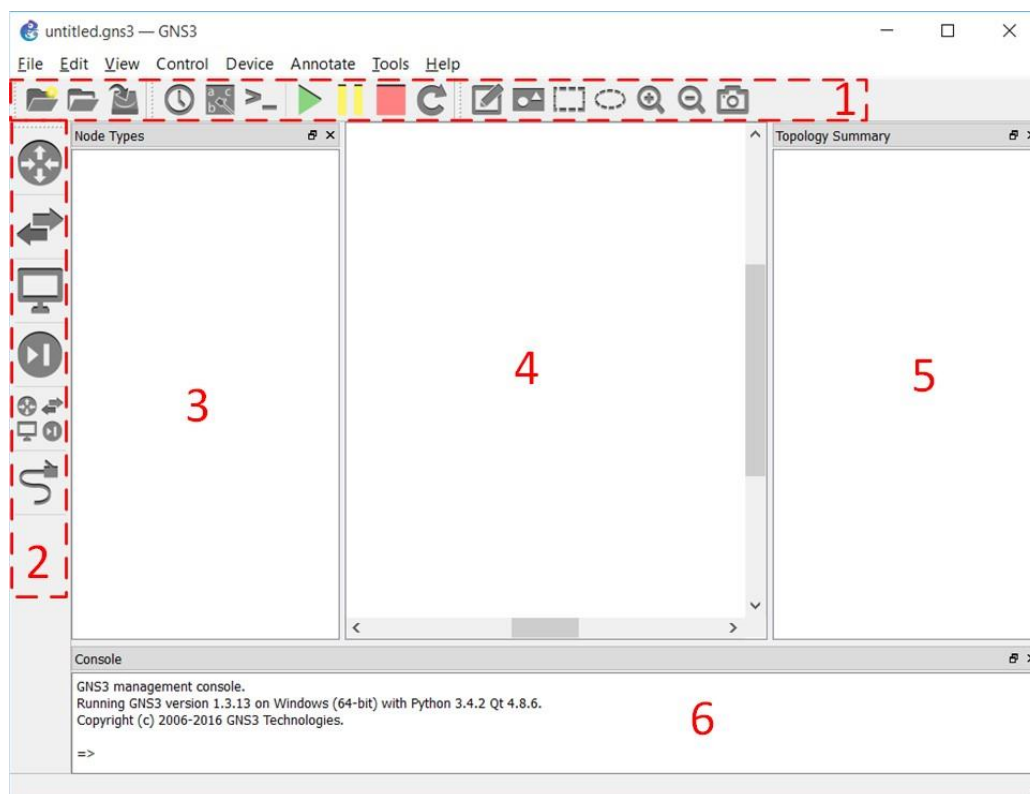 untitled.gns3 — GNS3
File Edit View Control Device Annotate Tools Help
1
Node Types
Topology Summary
2
3
4
5
Console
GNS3 management console.
Running GNS3 version 1.3.13 on Windows (64-bit) with Python 3.4.2 Qt 4.8.6.
Copyright (c) 2006-2016 GNS3 Technologies.
=>
6